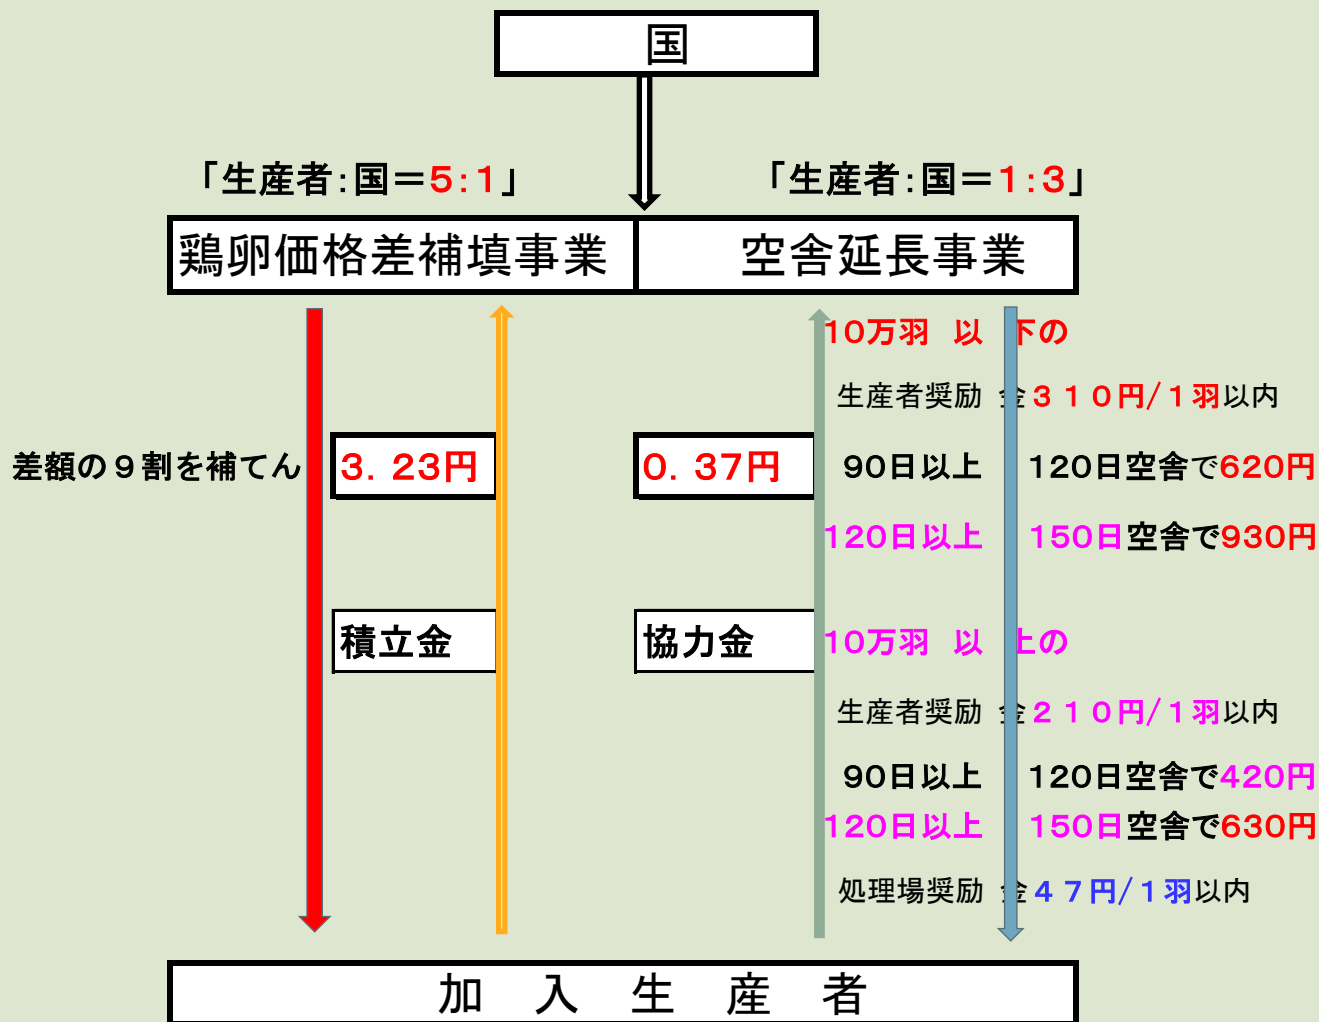 国
「生産者:国＝5:1」
「生産者:国＝1:3」
鶏卵価格差補填事業
空舎延長事業
10万羽 以 下の
生産者奨励 金310円/1羽以内
差額の９割を補てん
3.23円
0.37円
90日以上 120日空舎で620円
120日以上 150日空舎で930円
積立金
協力金
10万羽 以 上の
生産者奨励 金210円/1羽以内
90日以上 120日空舎で420円
120日以上 150日空舎で630円
処理場奨励 金47円/1羽以内
加 入 生 産 者